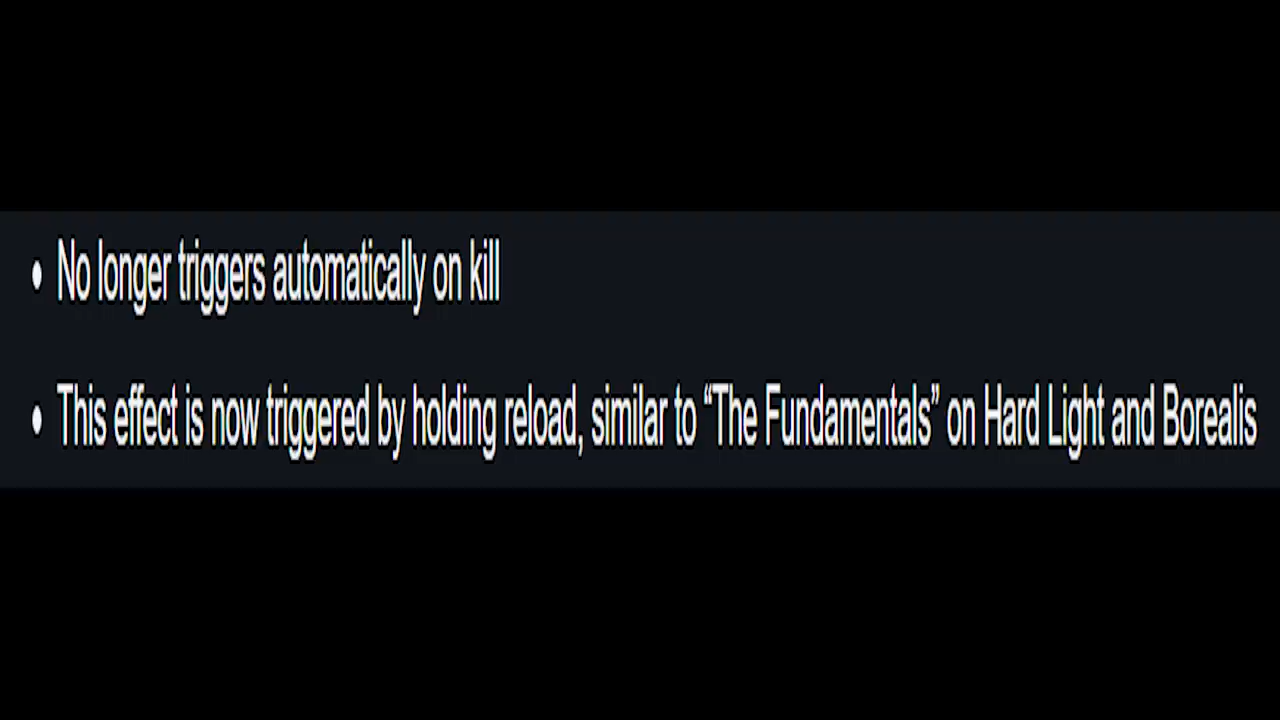 • No longer triggers automatically on kill
• This effect is now triggered by holding reload, similar to “The Fundamentals” on Hard Light and Borealis